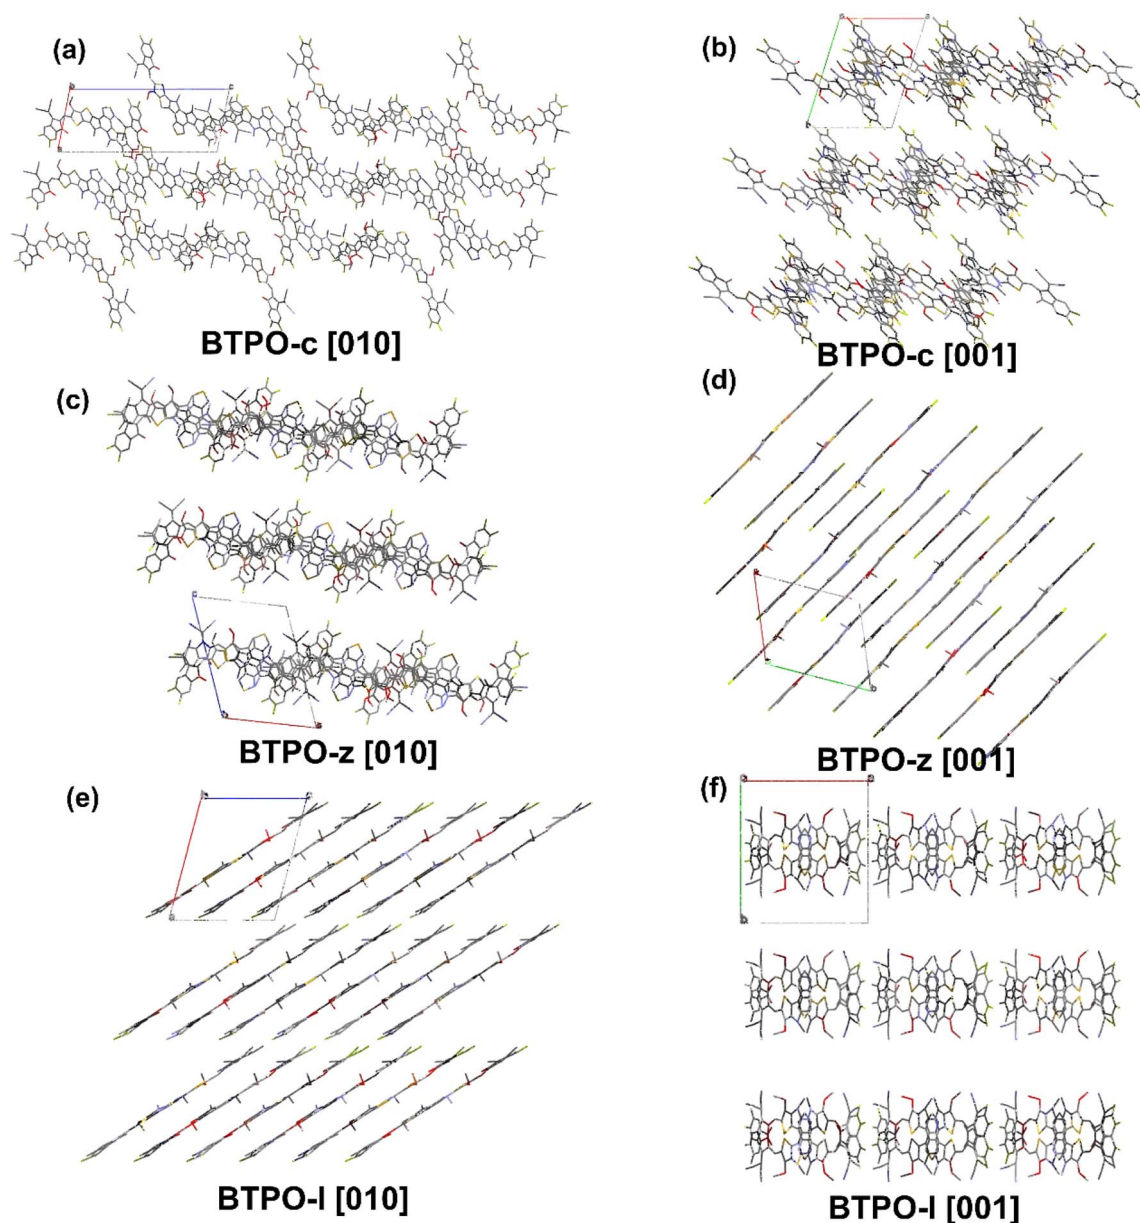 (a)
(b)
BTPO-c [010]
BTPO-c [001]
(c)
(d)
BTPO-z [010]
BTPO-z [001]
(e)
(f)
BTPO-l [010]
BTPO-l [001]